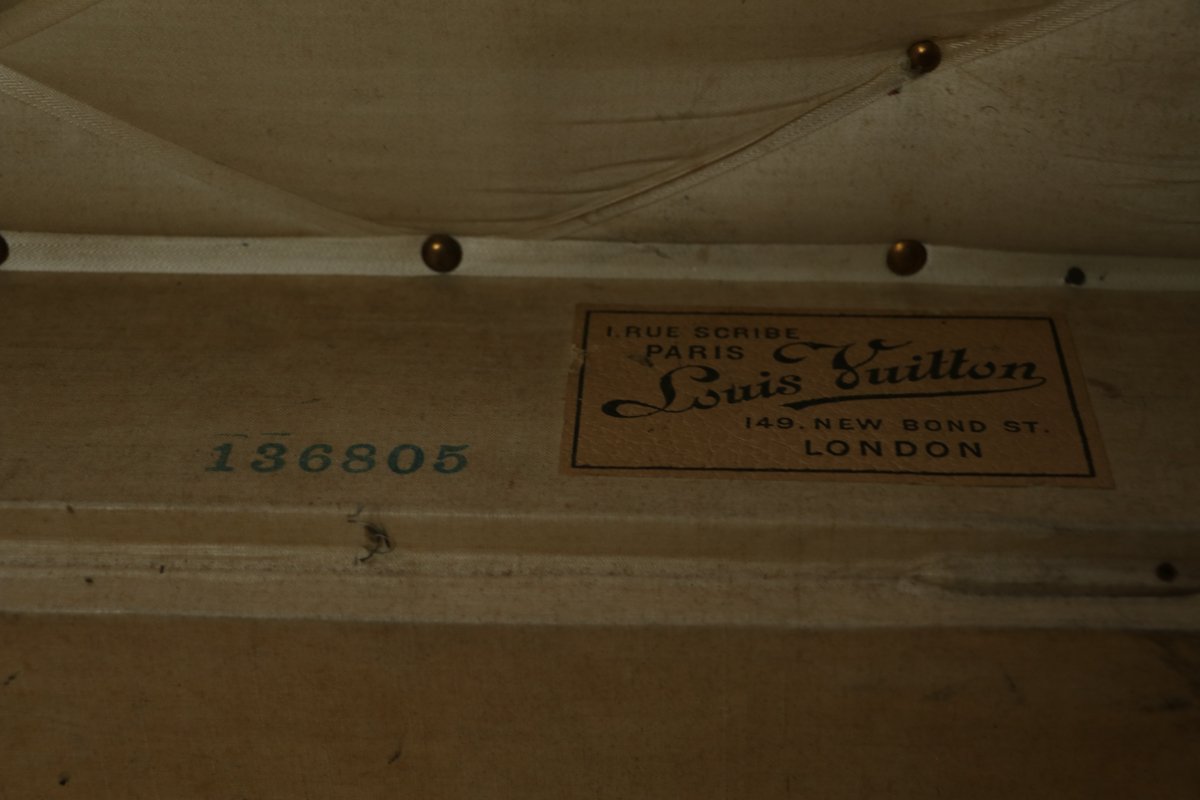 1. RUE SCRIBE
PARIS
Louis Vuitton
149. NEW BOND ST.
LONDON
136805